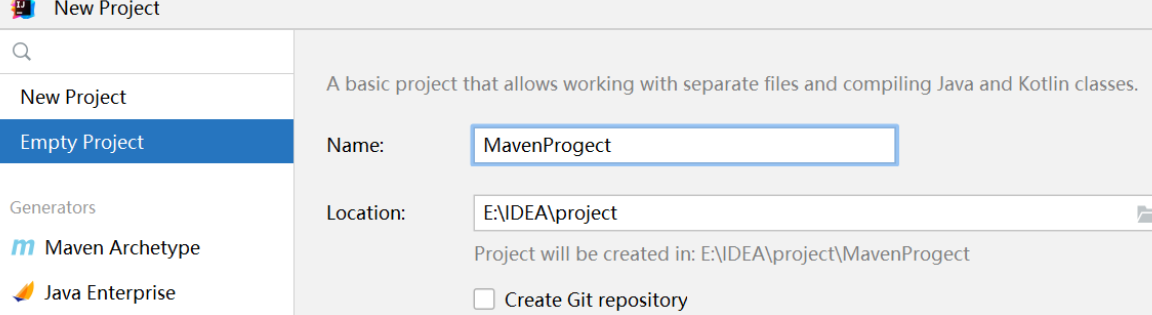 New Project
New Project
Empty Project
Generators
Maven Archetype
Java Enterprise
A basic project that allows working with separate files and compiling Java and Kotlin classes.
Name: MavenProgect
Location: E:\IDEA\project
Project will be created in: E:\IDEA\project\MavenProgect
Create Git repository